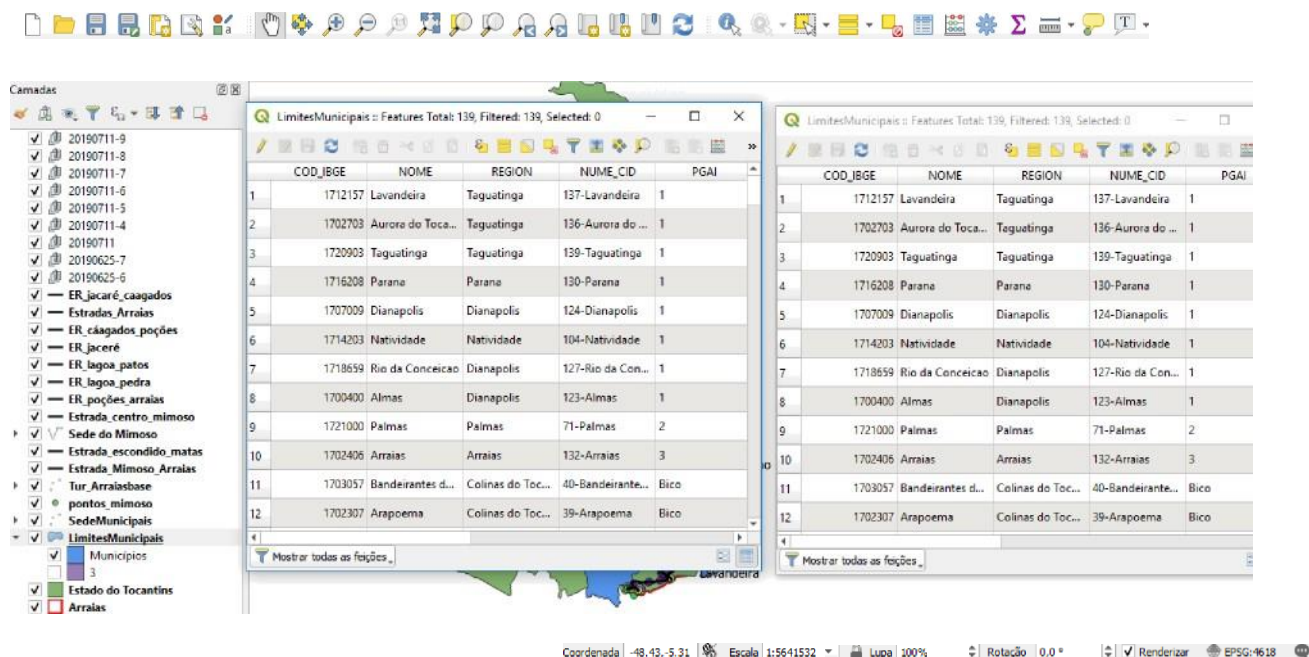 Camadas
20190711-9
20190711-8
20190711-7
20190711-6
20190711-5
20190711-4
20190711
20190625-7
20190625-6
ER_jacaré_caagados
Estradas_Arraias
ER_cáagados_poções
ER_jaceré
ER_lagoa_patos
ER_lagoa_pedra
ER_poções_arraias
Estrada_centro_mimoso
Sede do Mimoso
Estrada_escondido_matas
Estrada_Mimoso_Arraias
Tur_Arraiasbase
pontos_mimoso
SedeMunicipais
LimitesMunicipais
Municípios
3
Estado do Tocantins
Arraias
LimitesMunicipais :: Features Total: 139, Filtered: 139, Selected: 0
COD_IBGE NOME REGION NUME_CID PGAI
1 1712157 Lavandeira Taguatinga 137-Lavandeira 1
2 1702703 Aurora do Toca... Taguatinga 136-Aurora do ... 1
3 1720903 Taguatinga Taguatinga 139-Taguatinga 1
4 1716208 Parana Parana 130-Parana 1
5 1707009 Dianapolis Dianapolis 124-Dianapolis 1
6 1714203 Natividade Natividade 104-Natividade 1
7 1718659 Rio da Conceicao Dianapolis 127-Rio da Con... 1
8 1700400 Almas Dianapolis 123-Almas 1
9 1721000 Palmas Palmas 71-Palmas 2
10 1702406 Arraias Arraias 132-Arraias 3
11 1703057 Bandeirantes d... Colinas do Toc... 40-Bandeirante... Bico
12 1702307 Arapoema Colinas do Toc... 39-Arapoema Bico
Mostrar todas as feições
Lavandeira
LimitesMunicipais :: Features Total: 139, Filtered: 139, Selected: 0
COD_IBGE NOME REGION NUME_CID PGAI
1 1712157 Lavandeira Taguatinga 137-Lavandeira 1
2 1702703 Aurora do Toca... Taguatinga 136-Aurora do ... 1
3 1720903 Taguatinga Taguatinga 139-Taguatinga 1
4 1716208 Parana Parana 130-Parana 1
5 1707009 Dianapolis Dianapolis 124-Dianapolis 1
6 1714203 Natividade Natividade 104-Natividade 1
7 1718659 Rio da Conceicao Dianapolis 127-Rio da Con... 1
8 1700400 Almas Dianapolis 123-Almas 1
9 1721000 Palmas Palmas 71-Palmas 2
10 1702406 Arraias Arraias 132-Arraias 3
11 1703057 Bandeirantes d... Colinas do Toc... 40-Bandeirante... Bico
12 1702307 Arapoema Colinas do Toc... 39-Arapoema Bico
Mostrar todas as feições
Coordenada -48.43,-5.31 Escala 1:5641532 Lupa 100% Rotação 0.0 ° Renderizar EPSG:4618